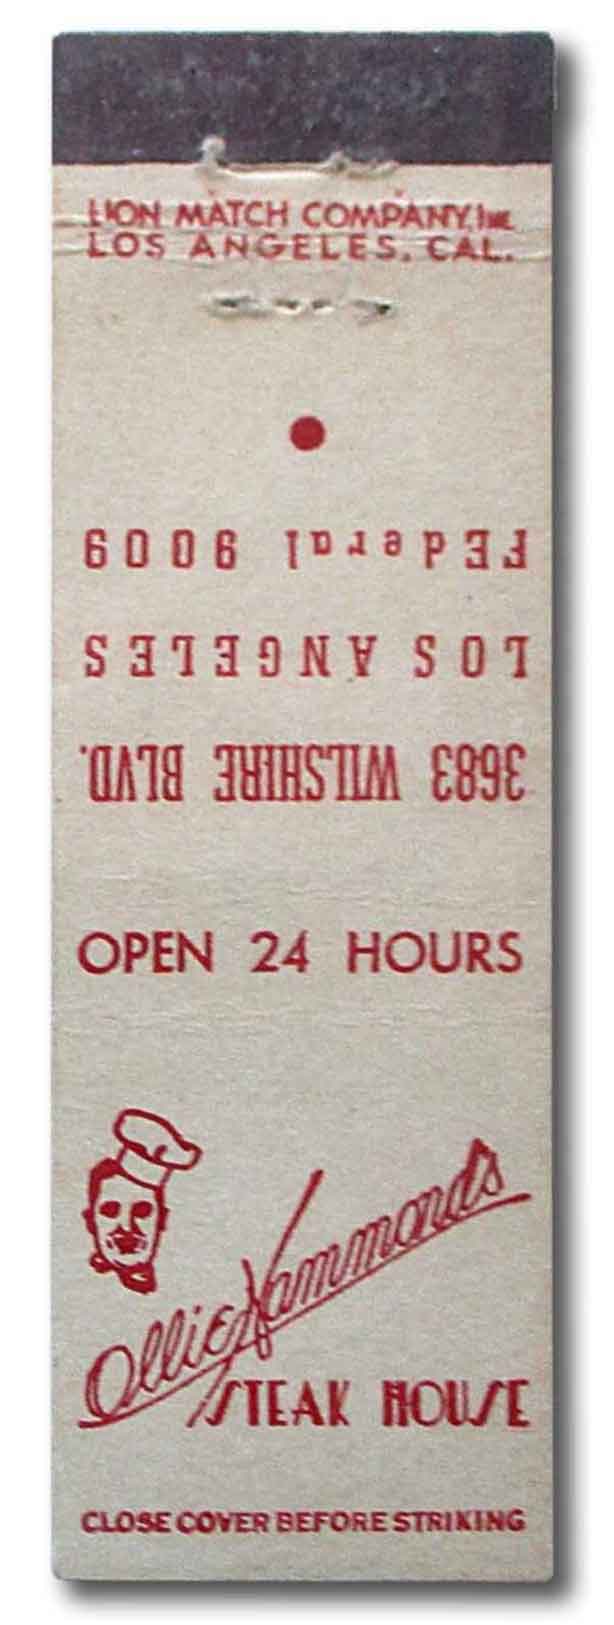 LION MATCH COMPANY, INC.
LOS ANGELES, CAL.
3683 WILSHIRE BLVD.
LOS ANGELES
FEderal 9009
OPEN 24 HOURS
Ollie Hammond's
STEAK HOUSE
CLOSE COVER BEFORE STRIKING